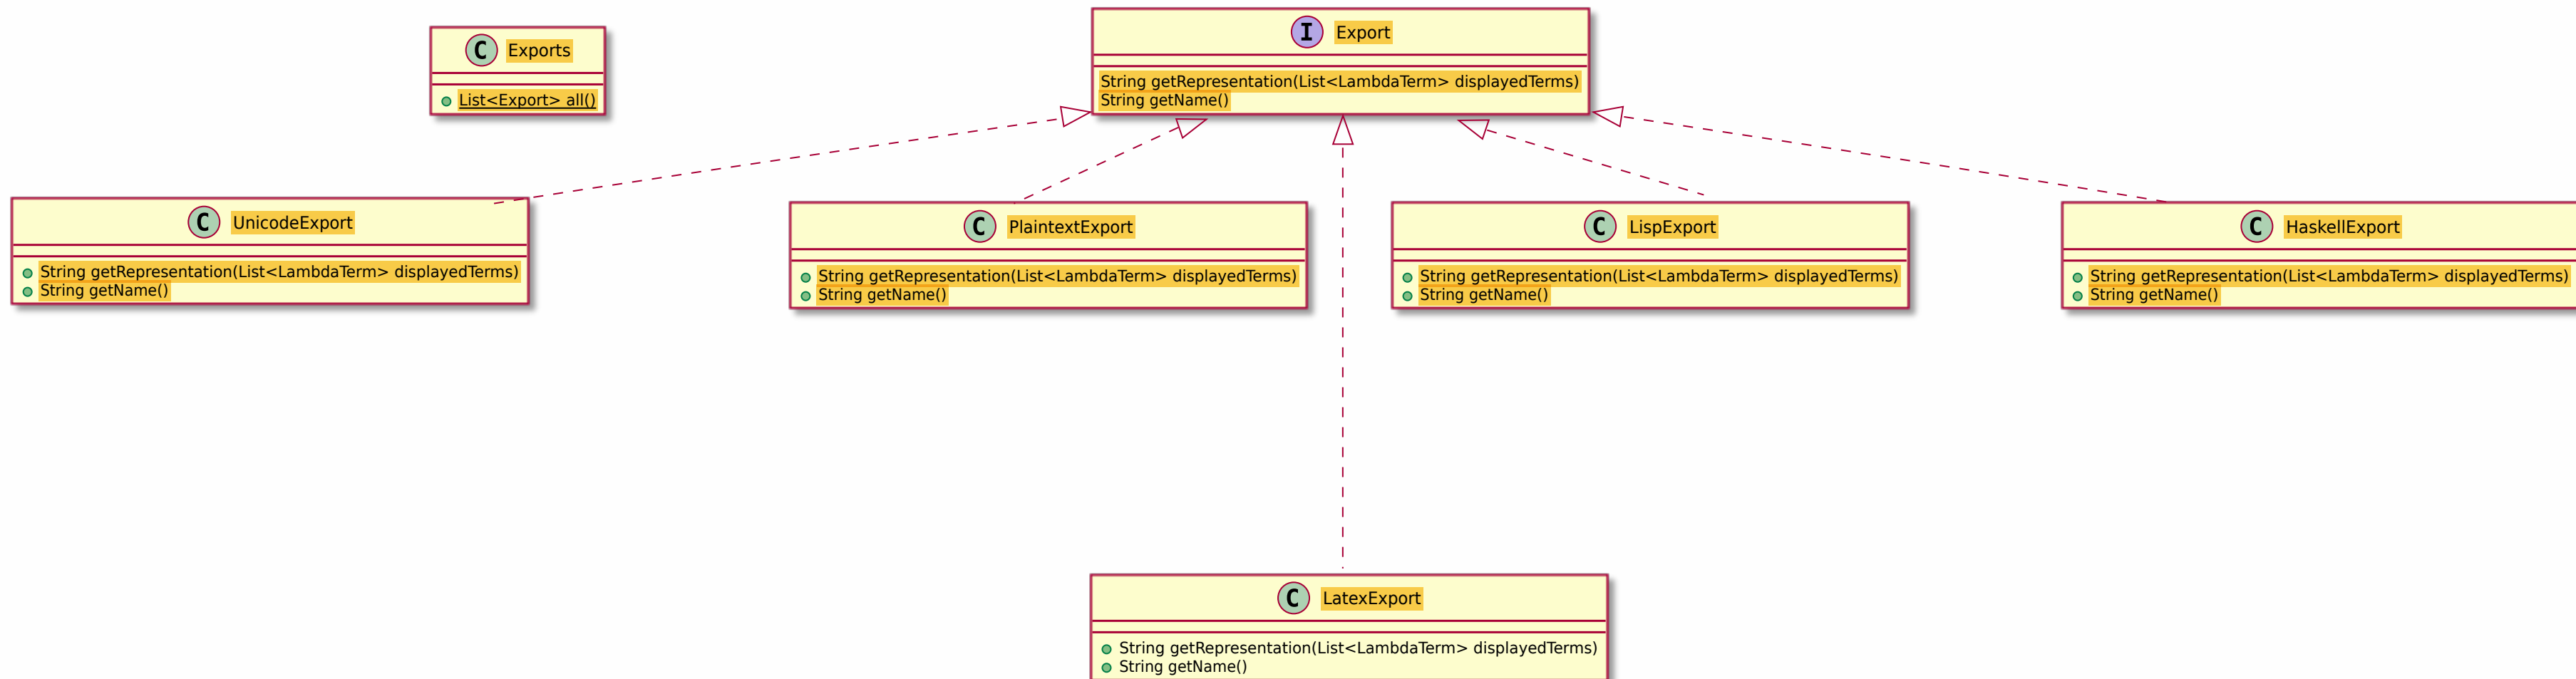 C Exports
List<Export> all()
I Export
String getRepresentation(List<LambdaTerm> displayedTerms)
String getName()
C UnicodeExport
String getRepresentation(List<LambdaTerm> displayedTerms)
String getName()
C PlaintextExport
String getRepresentation(List<LambdaTerm> displayedTerms)
String getName()
C LispExport
String getRepresentation(List<LambdaTerm> displayedTerms)
String getName()
C HaskellExport
String getRepresentation(List<LambdaTerm> displayedTerms)
String getName()
C LatexExport
String getRepresentation(List<LambdaTerm> displayedTerms)
String getName()